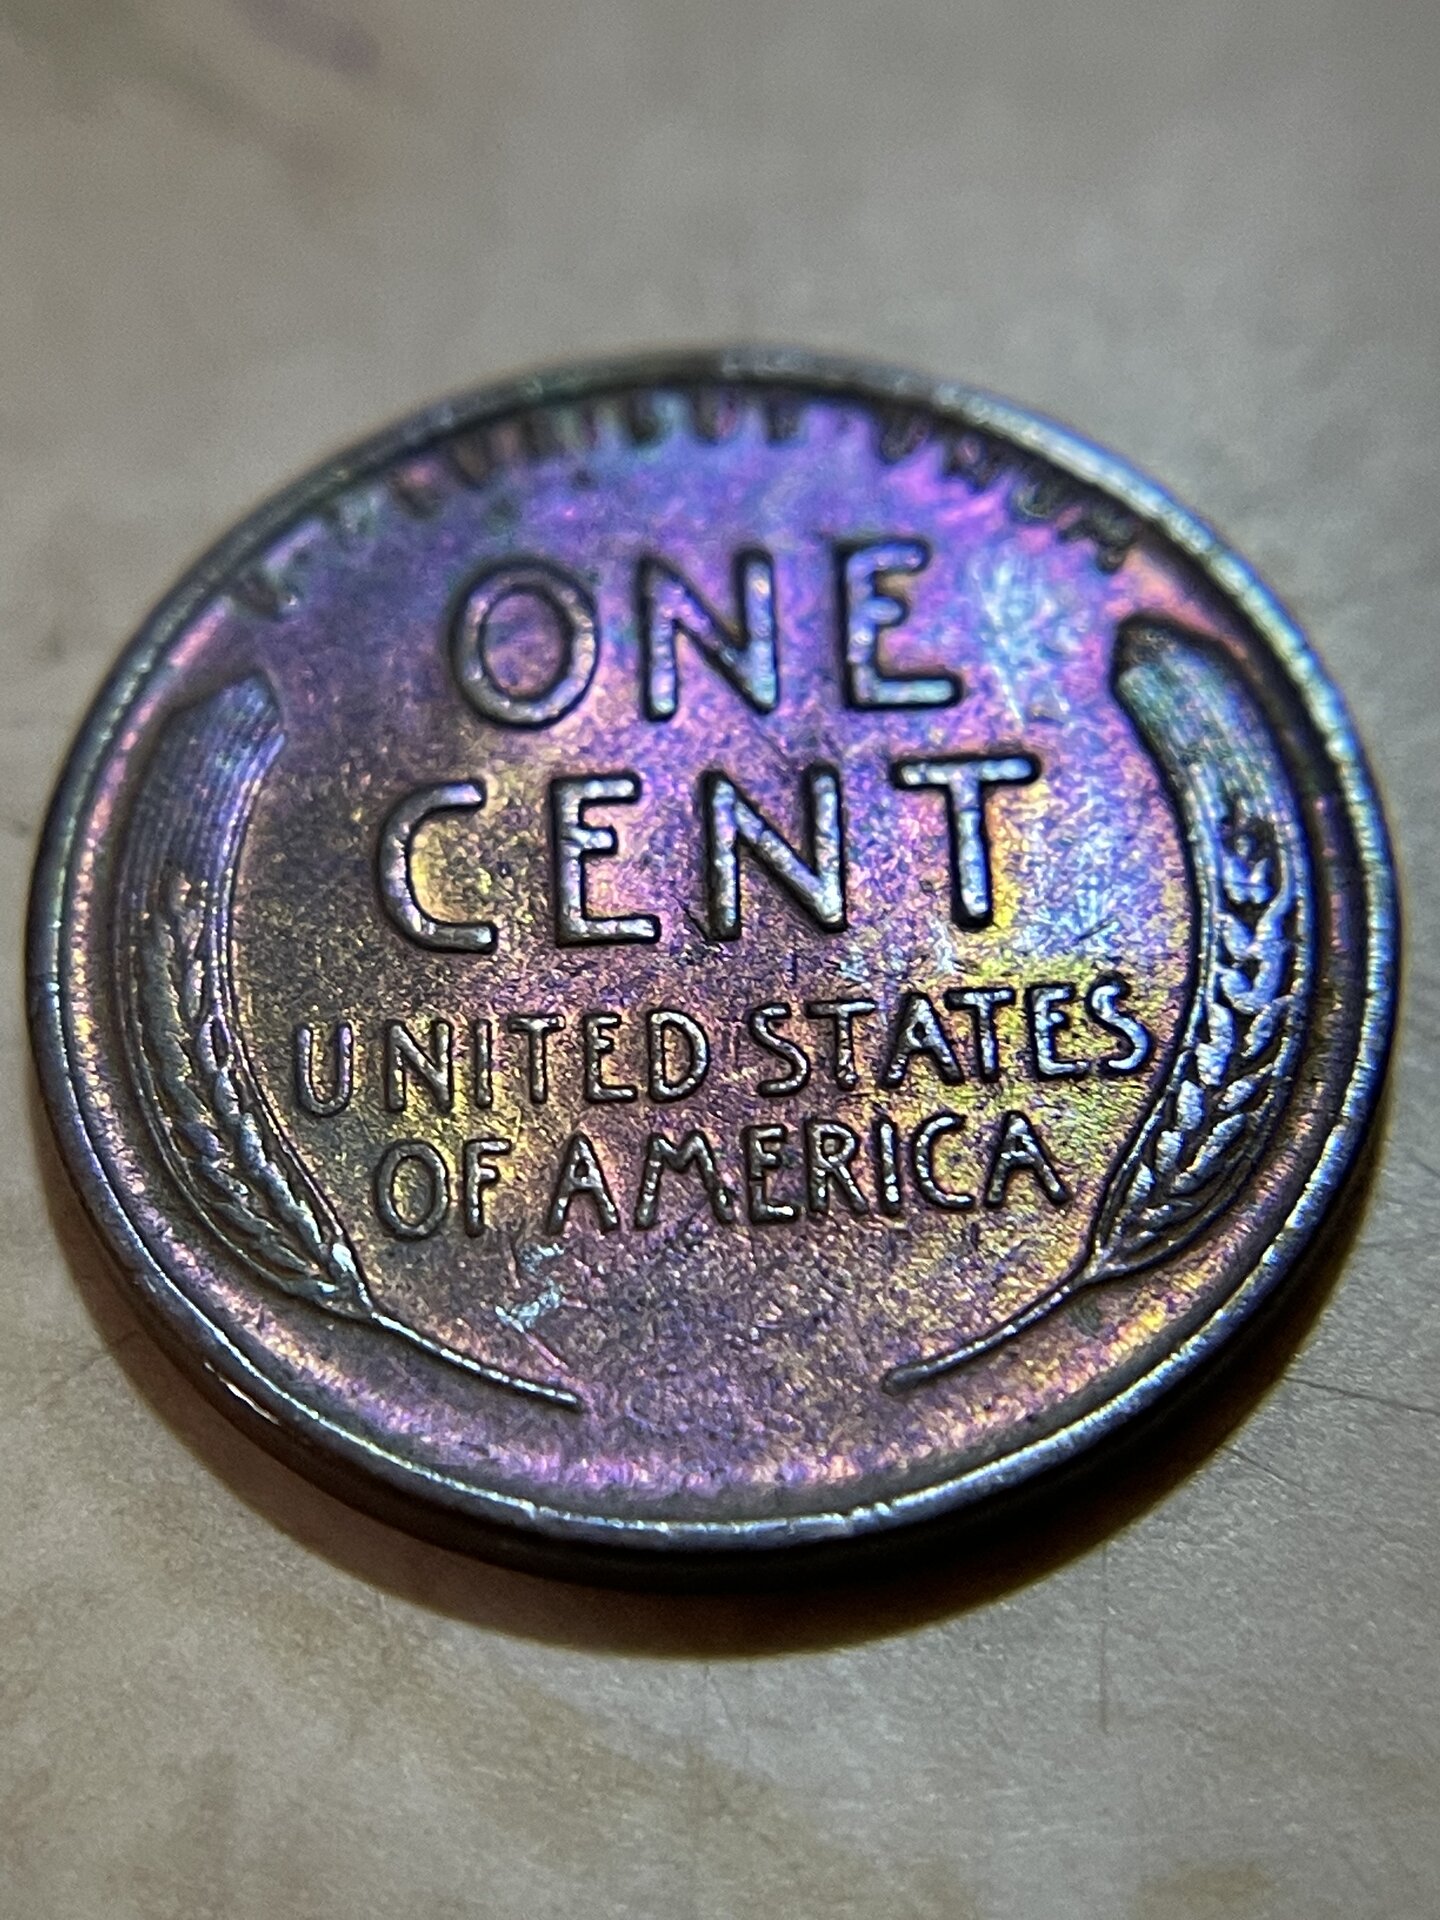 ONE
CENT
UNITED STATES
OF AMERICA